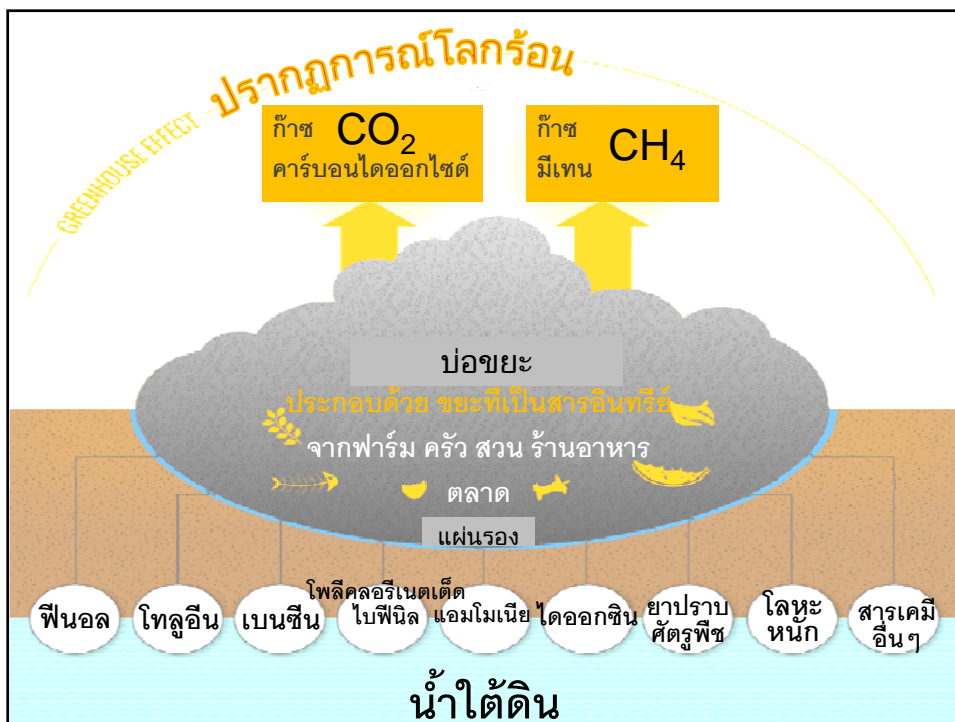 ปรากฏการณ์โลกร้อน
GREENHOUSE EFFECT
ก๊าซ CO2
คาร์บอนไดออกไซด์
ก๊าซ
มีเทน CH4
บ่อขยะ
ประกอบด้วย ขยะที่เป็นสารอินทรีย์
จากฟาร์ม ครัว สวน ร้านอาหาร
ตลาด
แผ่นรอง
ฟีนอล
โทลูอีน
เบนซีน
โพลีคลอรีเนตเต็ด
ไบฟีนิล
แอมโมเนีย
ไดออกซิน
ยาปราบ
ศัตรูพืช
โลหะ
หนัก
สารเคมี
อื่น ๆ
น้ำใต้ดิน